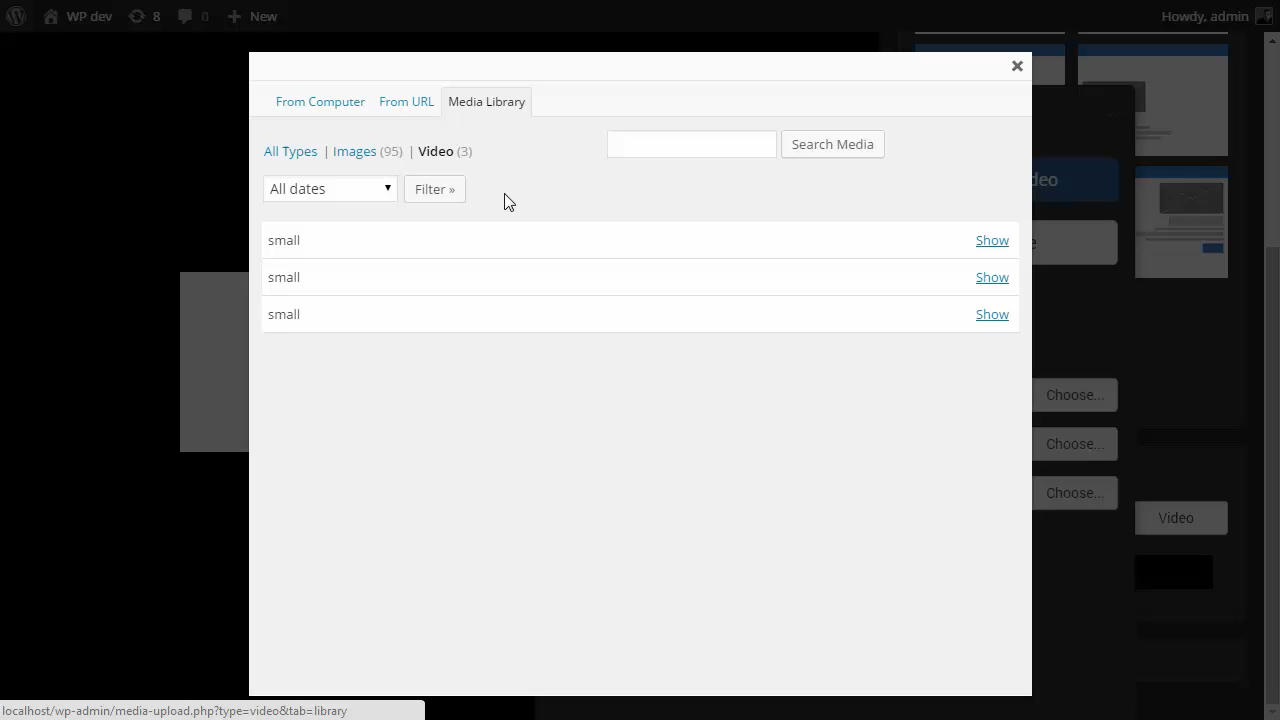 WP dev 8 0 New Howdy, admin
From Computer From URL Media Library
All Types | Images (95) | Video (3) Search Media
All dates Filter »
small Show
small Show
small Show
deo
e
Choose...
Choose...
Choose...
Video
localhost/wp-admin/media-upload.php?type=video&tab=library